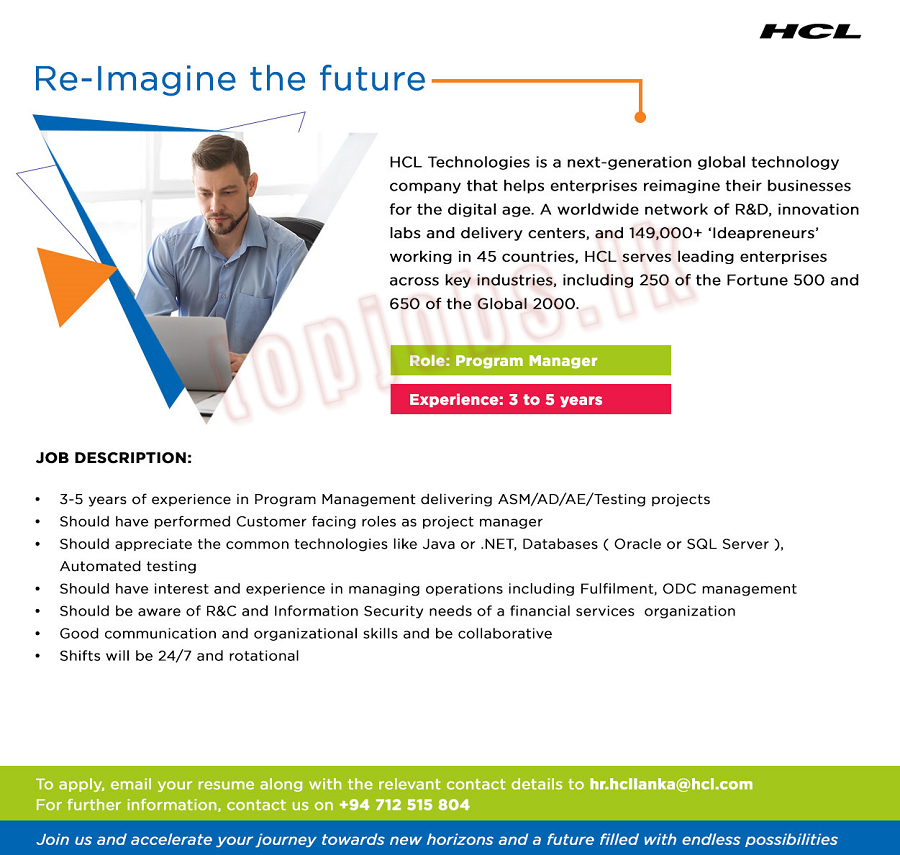 HCL
Re-Imagine the future
HCL Technologies is a next-generation global technology
company that helps enterprises reimagine their businesses
for the digital age. A worldwide network of R&D, innovation
labs and delivery centers, and 149,000+ ‘Ideapreneurs’
working in 45 countries, HCL serves leading enterprises
across key industries, including 250 of the Fortune 500 and
650 of the Global 2000.
topjobs.lk
Role: Program Manager
Experience: 3 to 5 years
JOB DESCRIPTION:
• 3-5 years of experience in Program Management delivering ASM/AD/AE/Testing projects
• Should have performed Customer facing roles as project manager
• Should appreciate the common technologies like Java or .NET, Databases ( Oracle or SQL Server ),
Automated testing
• Should have interest and experience in managing operations including Fulfilment, ODC management
• Should be aware of R&C and Information Security needs of a financial services organization
• Good communication and organizational skills and be collaborative
• Shifts will be 24/7 and rotational
To apply, email your resume along with the relevant contact details to hr.hcllanka@hcl.com
For further information, contact us on +94 712 515 804
Join us and accelerate your journey towards new horizons and a future filled with endless possibilities